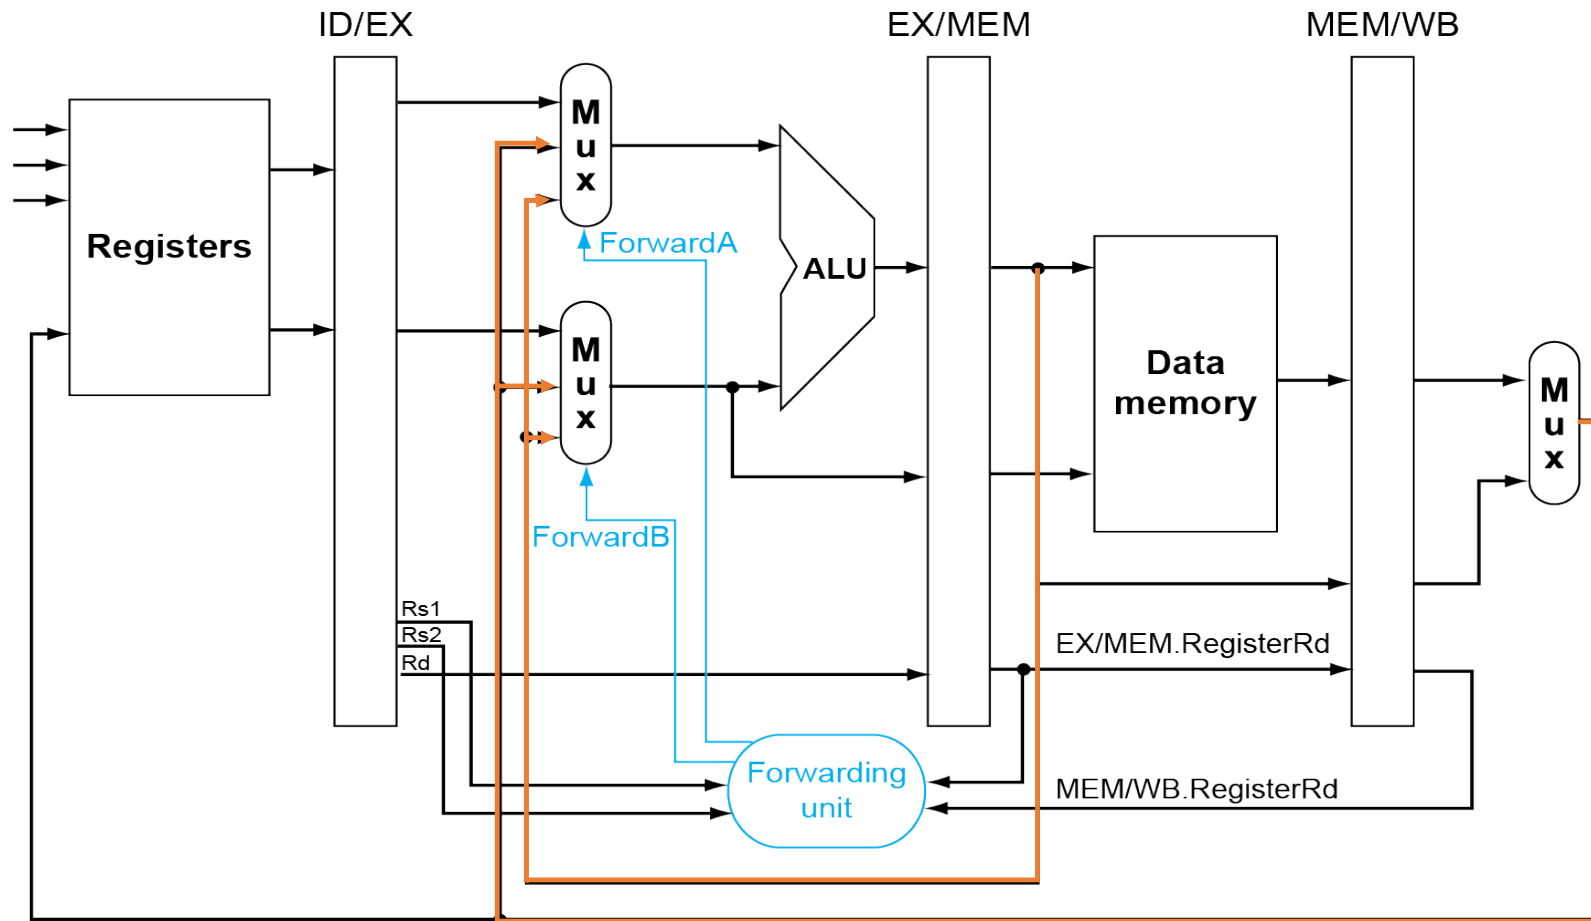 ID/EX
EX/MEM
MEM/WB
M
u
x
ForwardA
Registers
ALU
M
u
x
Data
memory
M
u
x
ForwardB
Rs1
Rs2
Rd
EX/MEM.RegisterRd
Forwarding
unit
MEM/WB.RegisterRd